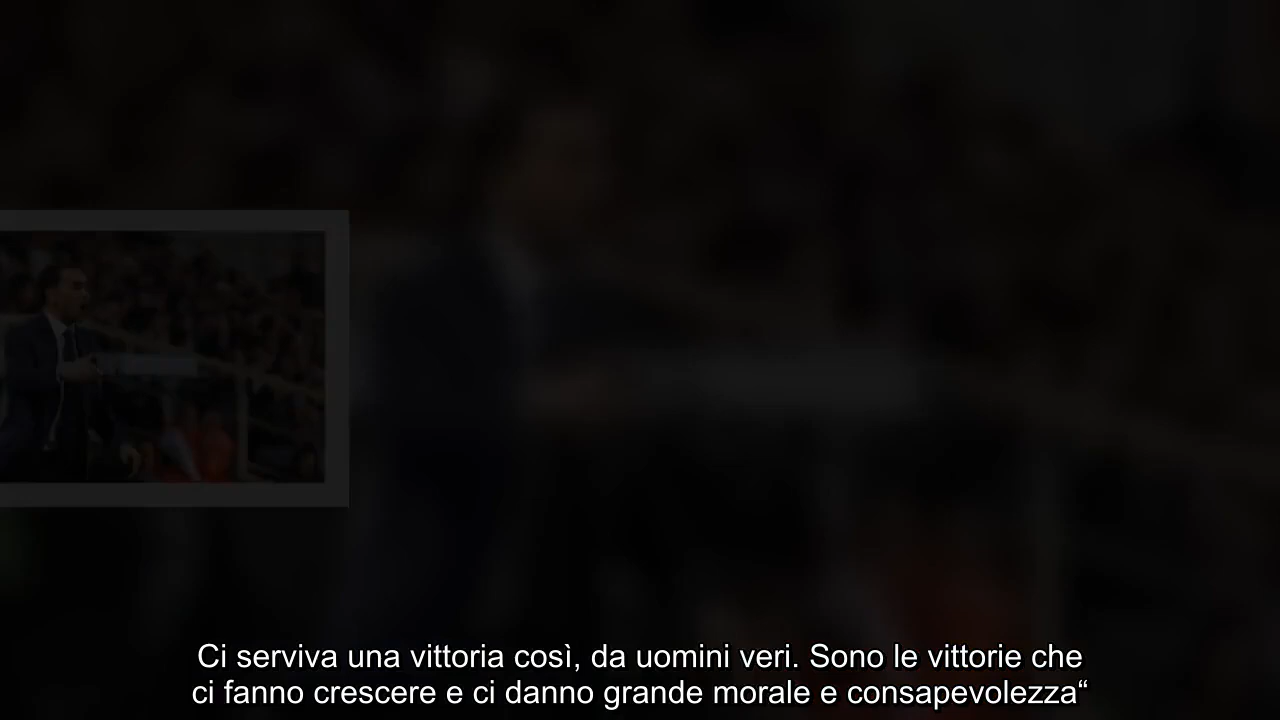 Ci serviva una vittoria così, da uomini veri. Sono le vittorie che
ci fanno crescere e ci danno grande morale e consapevolezza“